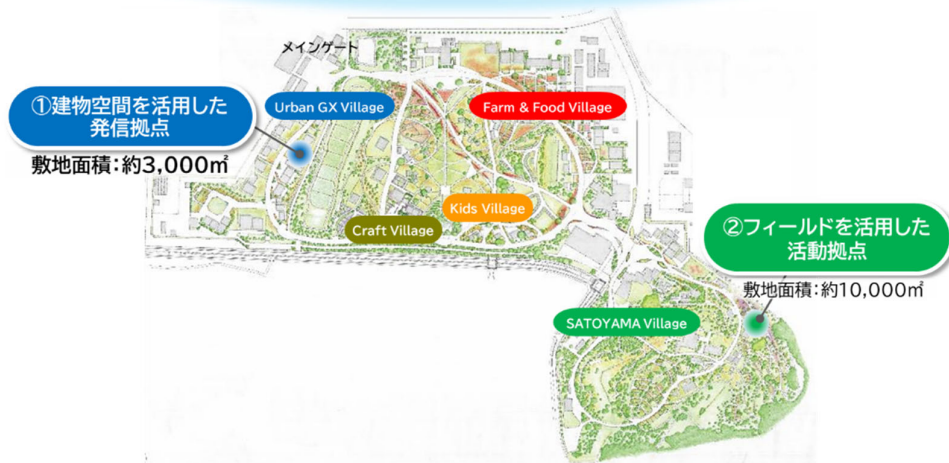 メインゲート
①建物空間を活用した
発信拠点
敷地面積：約3,000㎡
Urban GX Village
Farm & Food Village
Kids Village
Craft Village
②フィールドを活用した
活動拠点
敷地面積：約10,000㎡
SATOYAMA Village